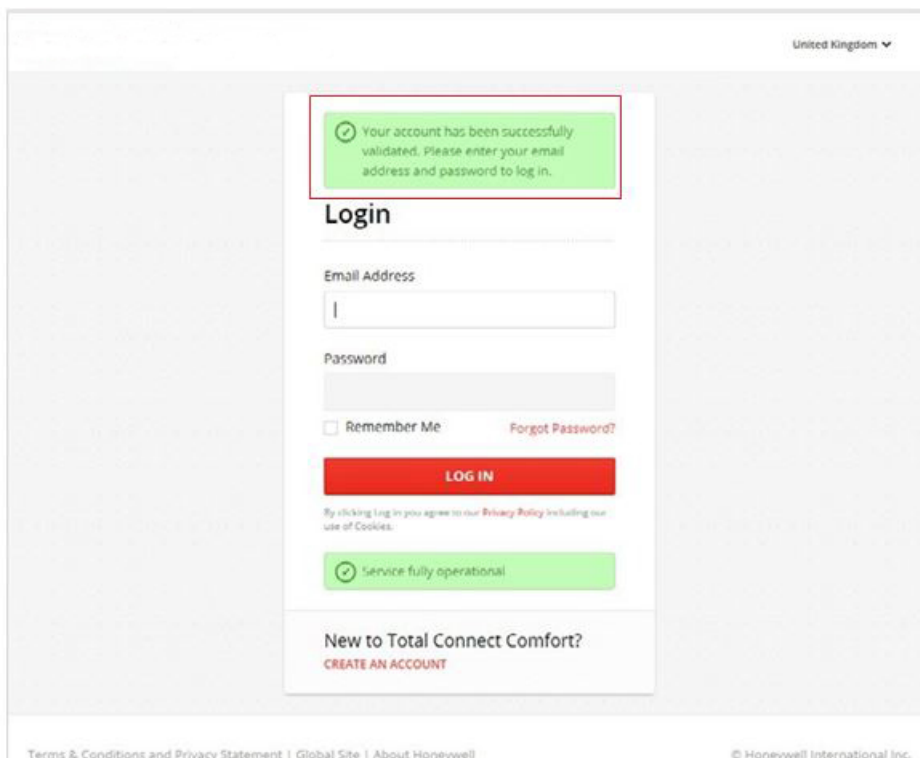 United Kingdom
Your account has been successfully
validated. Please enter your email
address and password to log in.
Login
Email Address
Password
Remember Me
Forgot Password?
LOG IN
By clicking Log in you agree to our Privacy Policy including our
use of Cookies.
Service fully operational
New to Total Connect Comfort?
CREATE AN ACCOUNT
Terms & Conditions and Privacy Statement | Global Site | About Honeywell
© Honeywell International Inc.